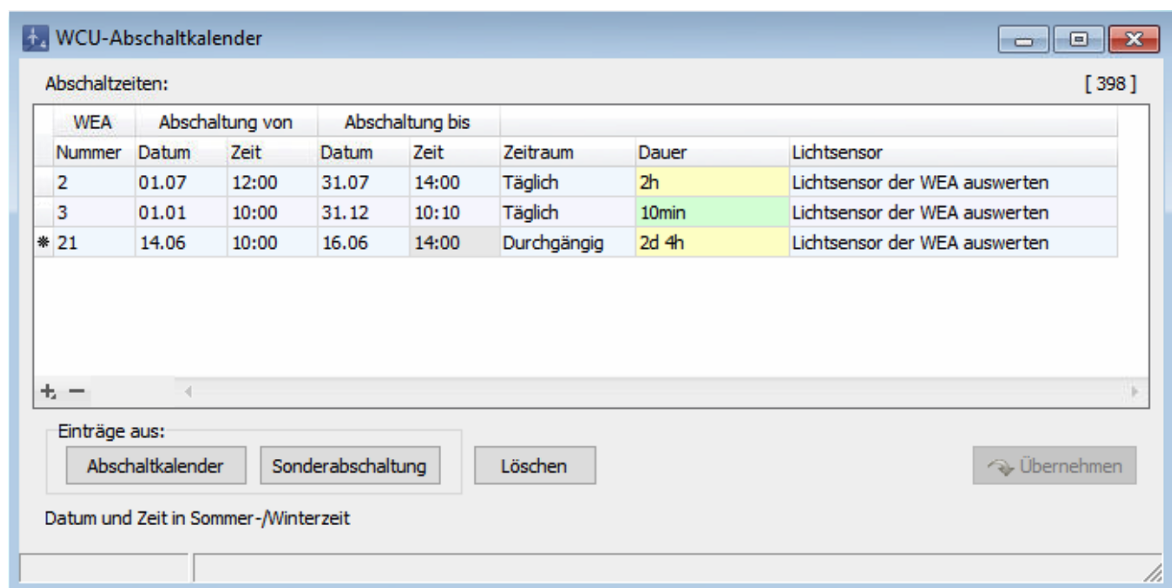 WCU-Abschaltkalender
Abschaltzeiten: [ 398 ]
WEA Abschaltung von Abschaltung bis
Nummer Datum Zeit Datum Zeit Zeitraum Dauer Lichtsensor
2 01.07 12:00 31.07 14:00 Täglich 2h Lichtsensor der WEA auswerten
3 01.01 10:00 31.12 10:10 Täglich 10min Lichtsensor der WEA auswerten
* 21 14.06 10:00 16.06 14:00 Durchgängig 2d 4h Lichtsensor der WEA auswerten
Einträge aus:
Abschaltkalender Sonderabschaltung Löschen Übernehmen
Datum und Zeit in Sommer-/Winterzeit